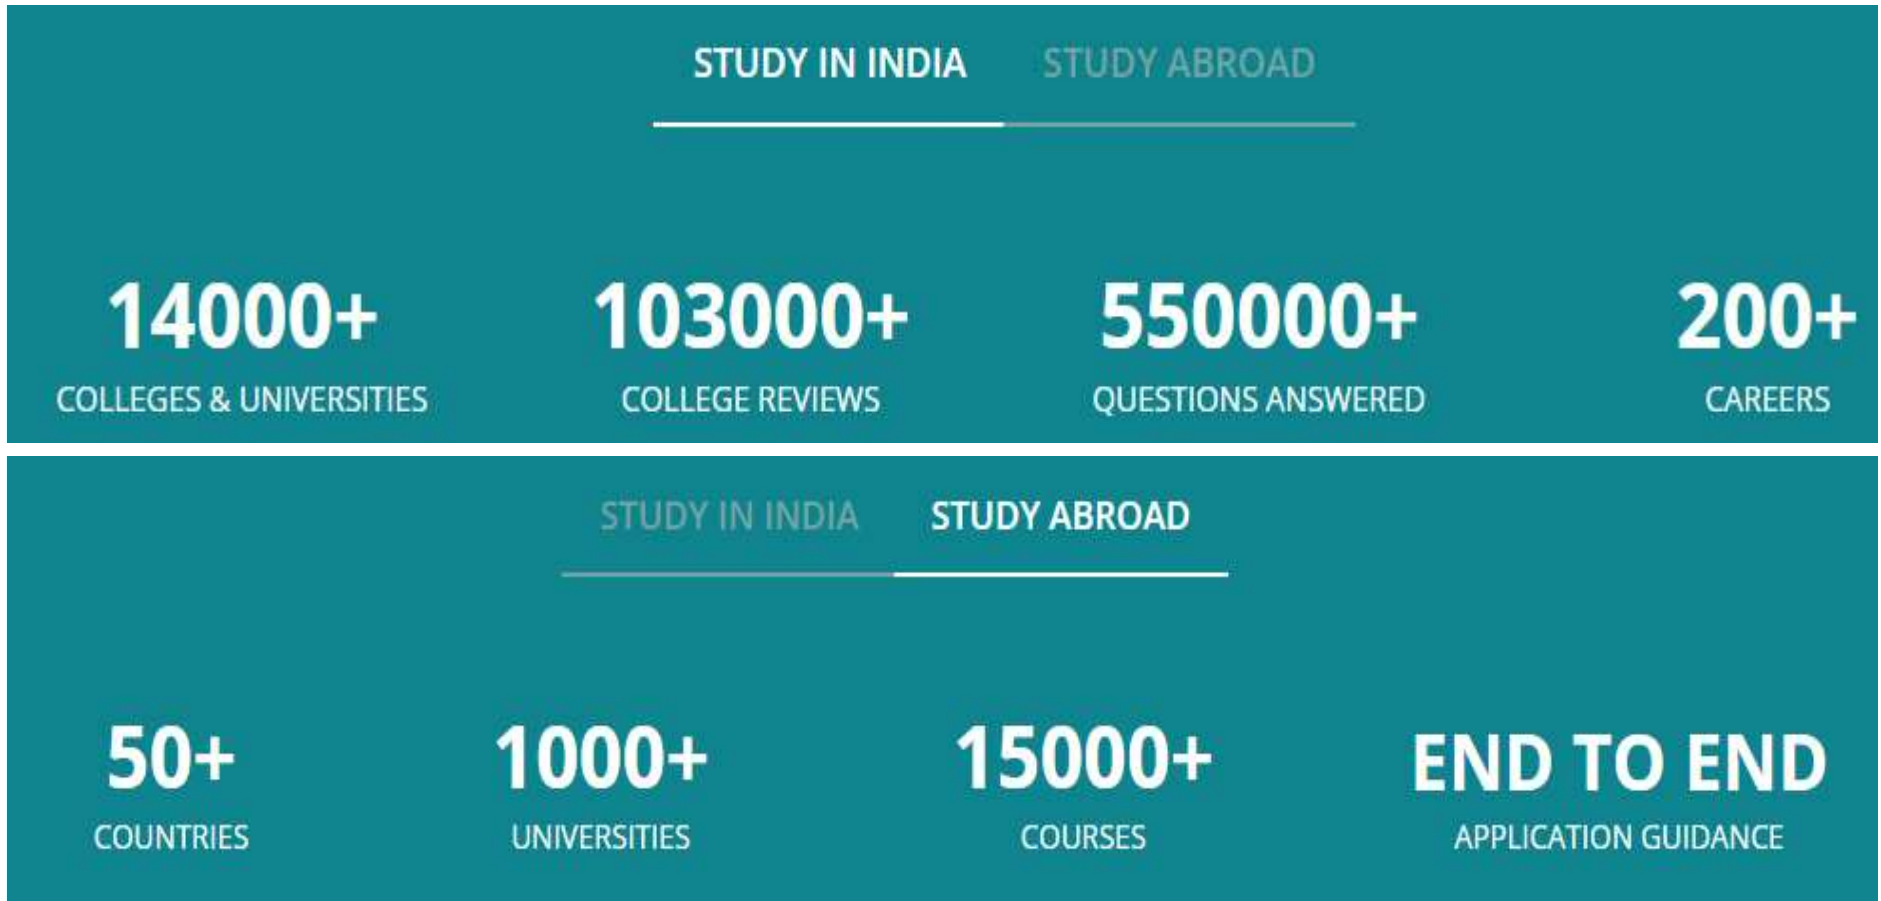 STUDY IN INDIA STUDY ABROAD
14000+ 103000+ 550000+ 200+
COLLEGES & UNIVERSITIES COLLEGE REVIEWS QUESTIONS ANSWERED CAREERS
STUDY IN INDIA STUDY ABROAD
50+ 1000+ 15000+ END TO END
COUNTRIES UNIVERSITIES COURSES APPLICATION GUIDANCE